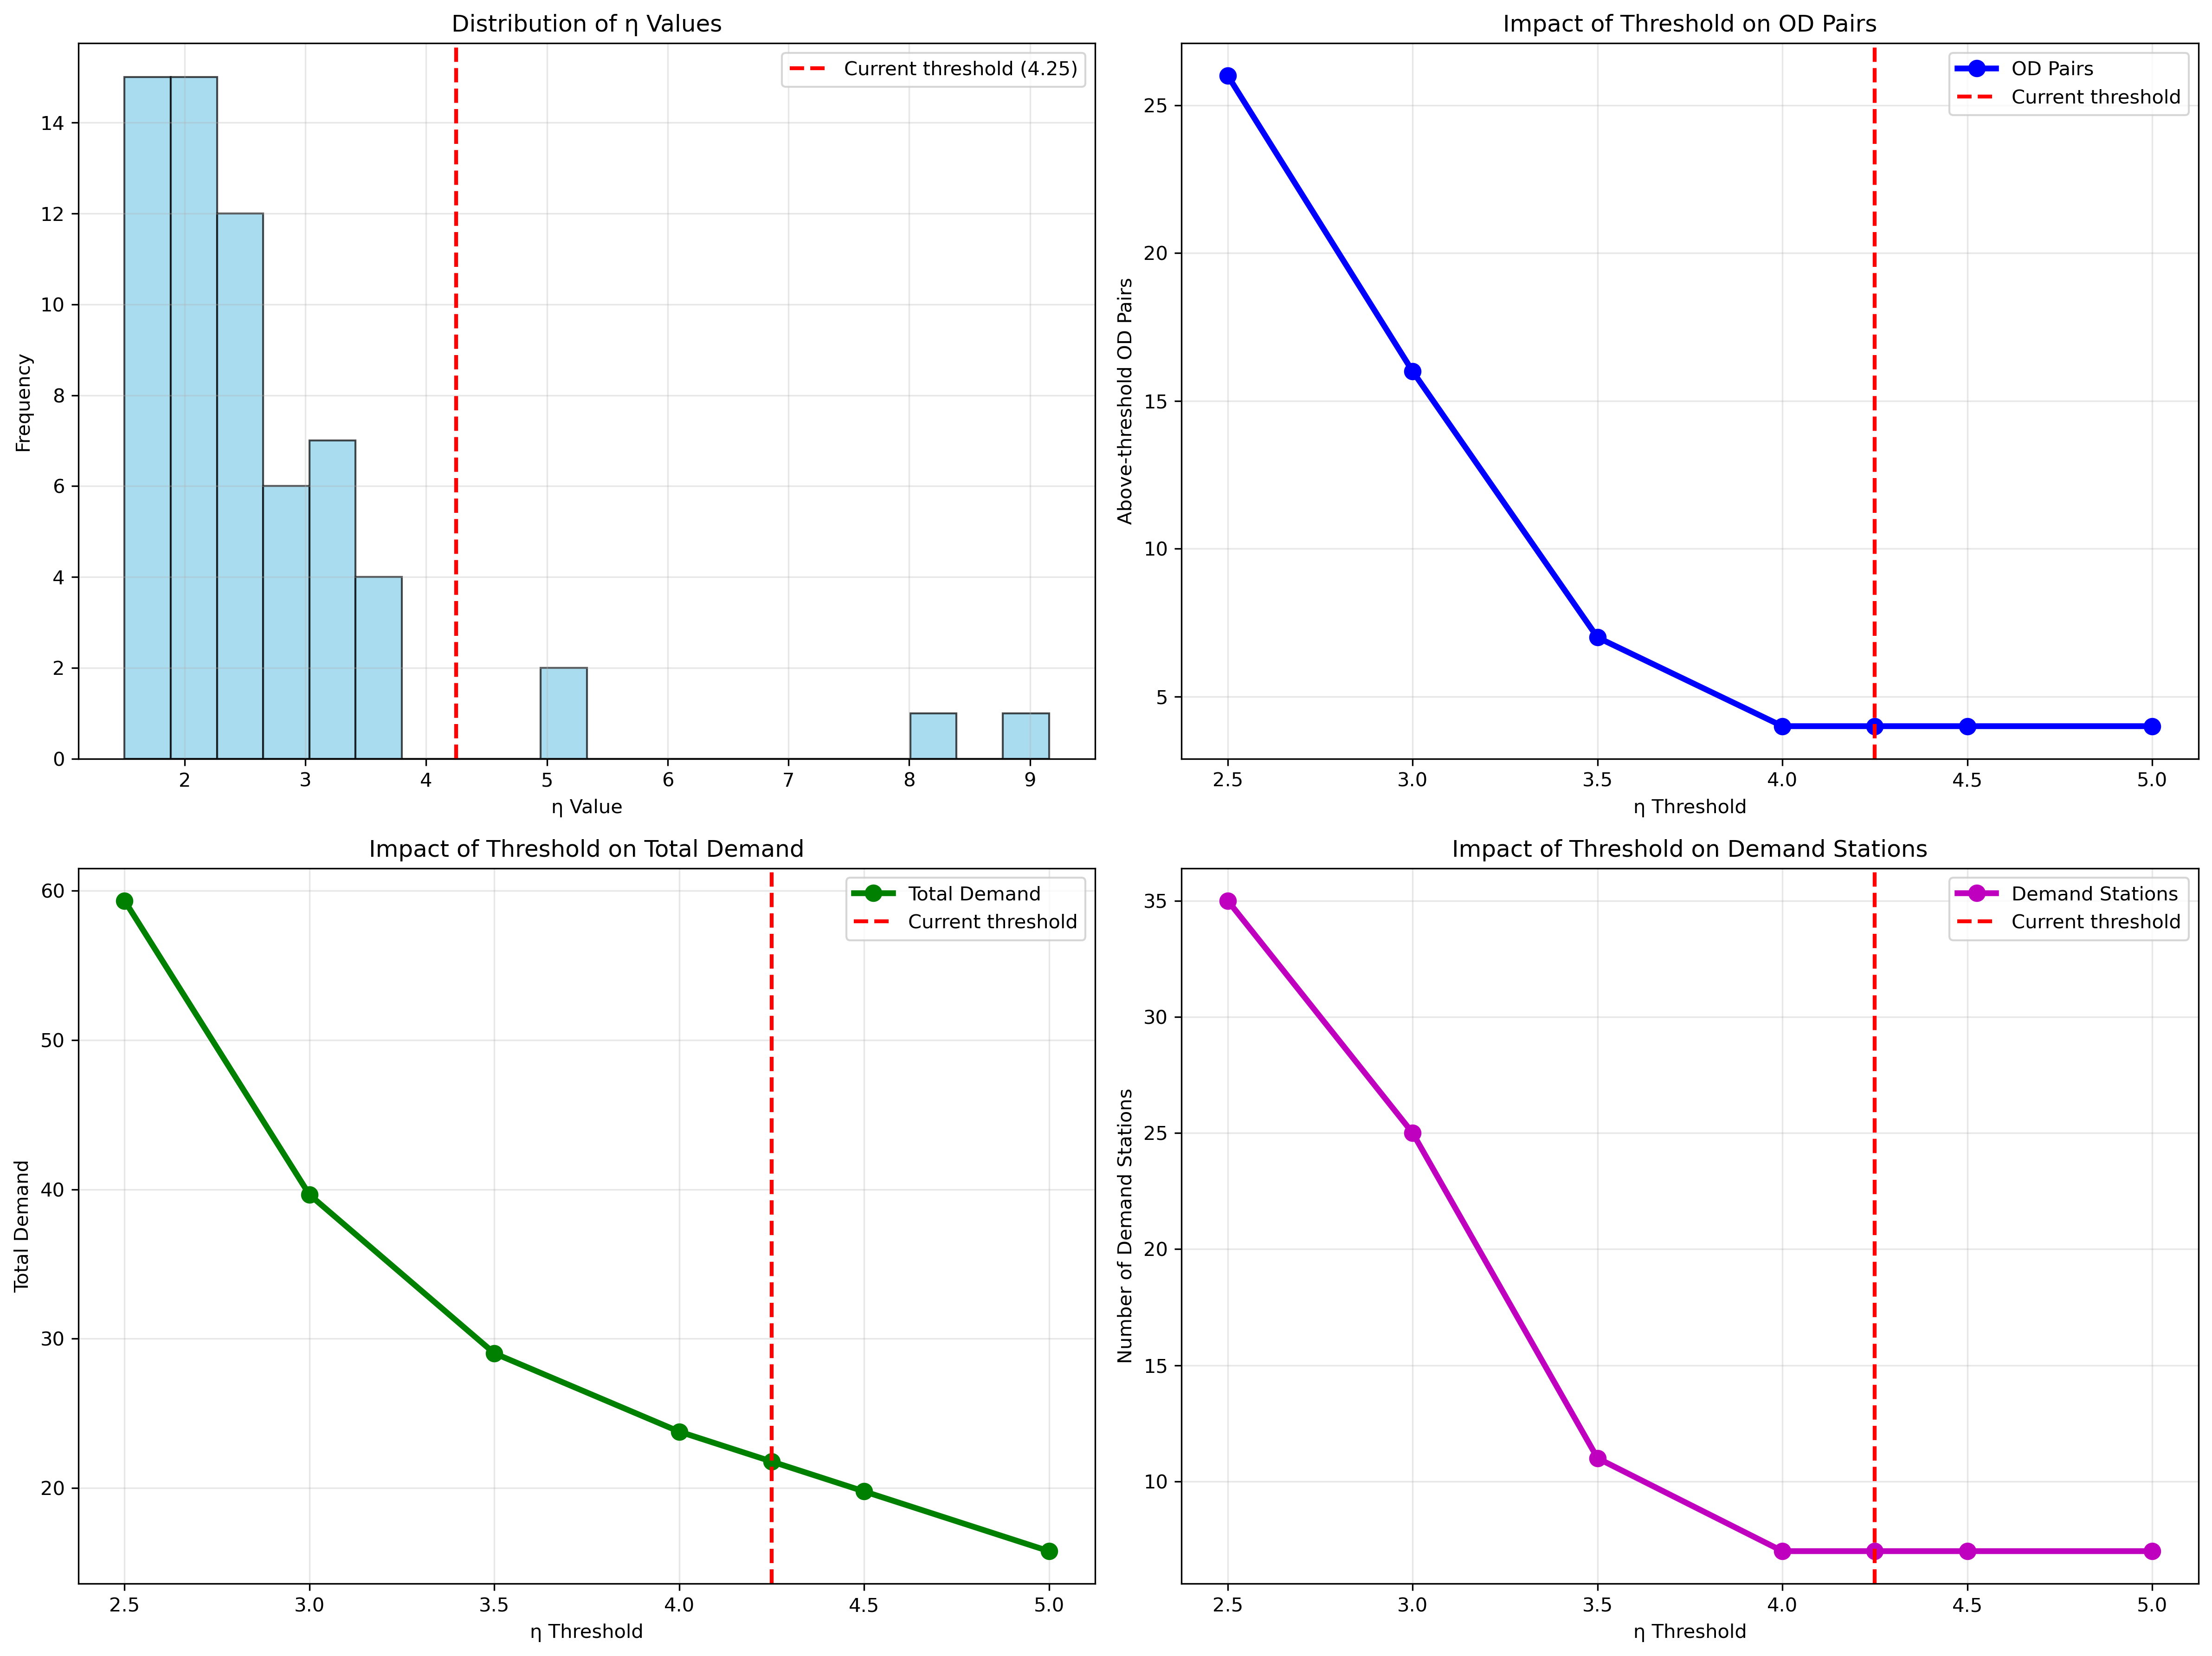 Distribution of η Values
Current threshold (4.25)
Frequency
14
12
10
8
6
4
2
0
2 3 4 5 6 7 8 9
η Value
Impact of Threshold on OD Pairs
OD Pairs
Current threshold
Above-threshold OD Pairs
25
20
15
10
5
2.5 3.0 3.5 4.0 4.5 5.0
η Threshold
Impact of Threshold on Total Demand
Total Demand
Current threshold
Total Demand
60
50
40
30
20
2.5 3.0 3.5 4.0 4.5 5.0
η Threshold
Impact of Threshold on Demand Stations
Demand Stations
Current threshold
Number of Demand Stations
35
30
25
20
15
10
2.5 3.0 3.5 4.0 4.5 5.0
η Threshold